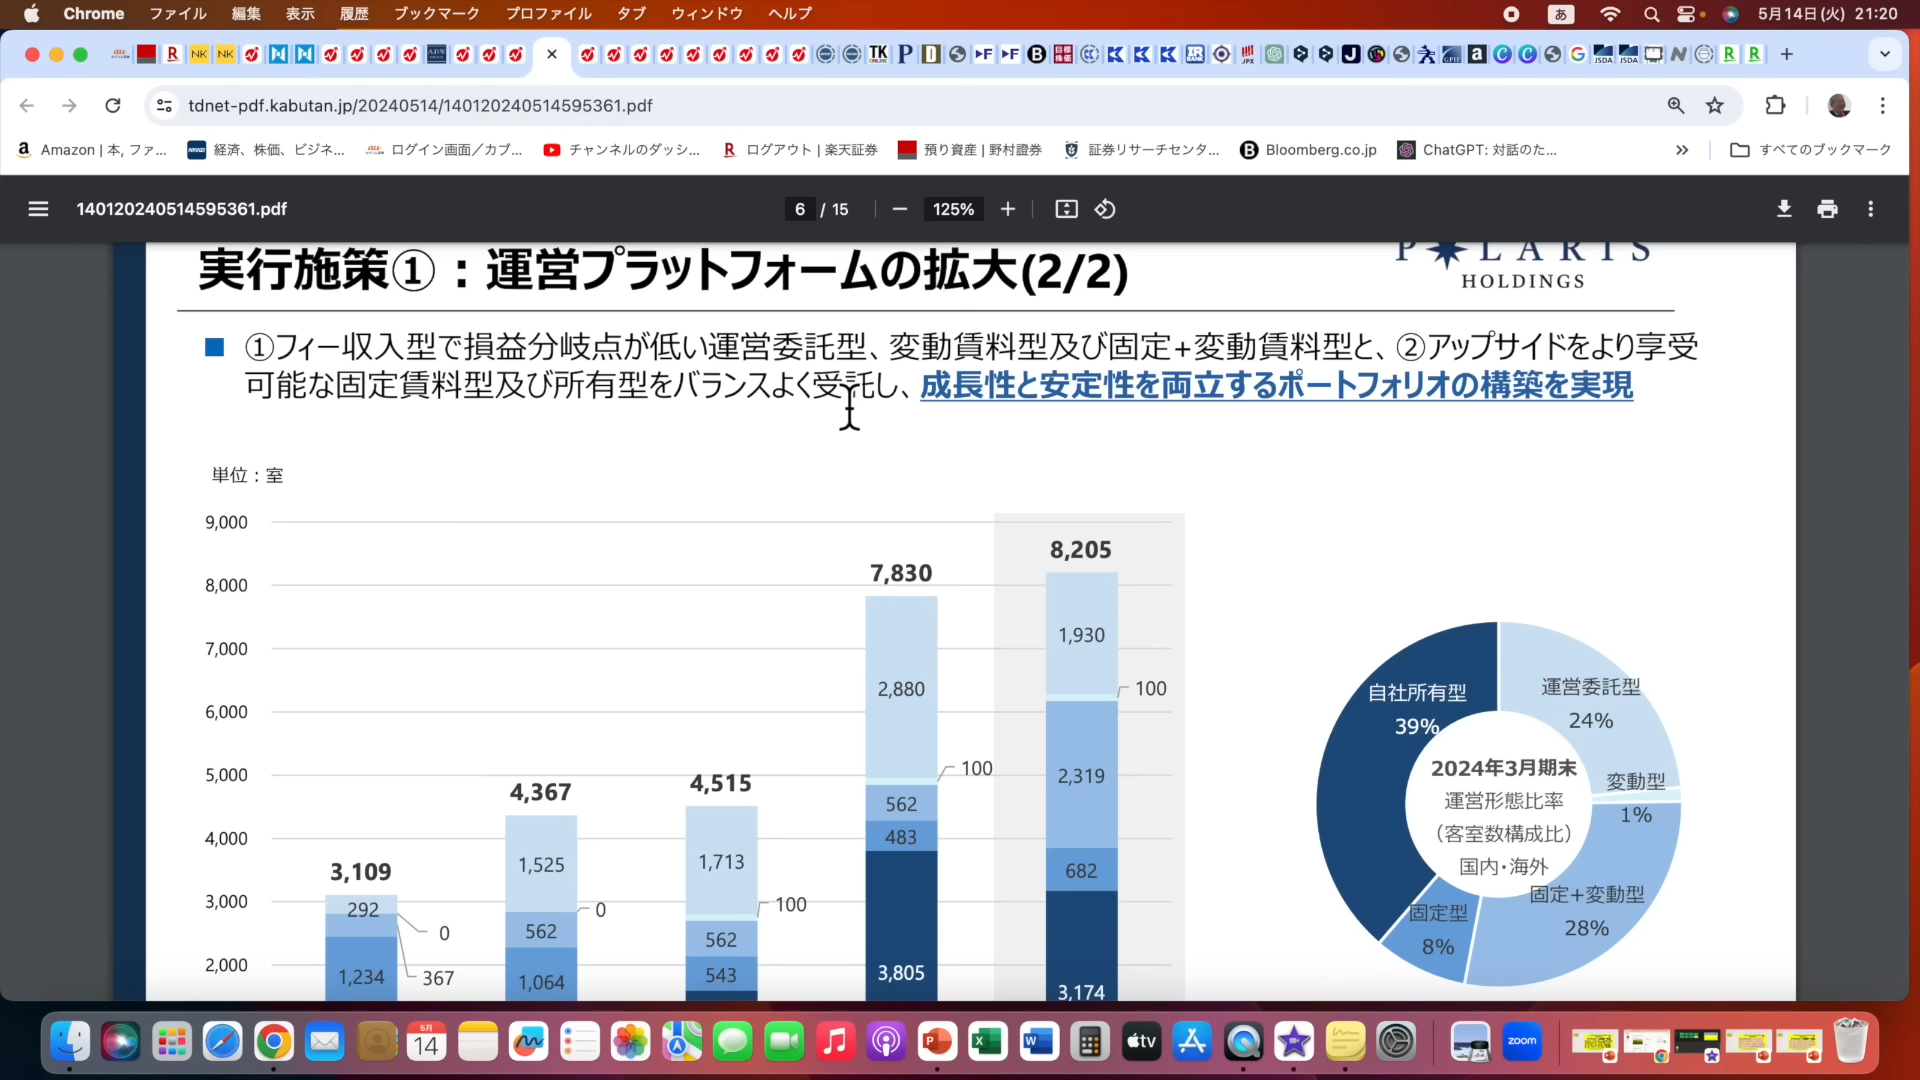 Chrome ファイル 編集 表示 履歴 ブックマーク プロファイル タブ ウィンドウ ヘルプ あ 5月14日(火) 21:20
tdnet-pdf.kabutan.jp/20240514/140120240514595361.pdf
Amazon | 本, ファ... 経済、株価、ビジネ... ログイン画面／カブ... チャンネルのダッシ... ログアウト | 楽天証券 預り資産 | 野村證券 証券リサーチセンタ... Bloomberg.co.jp ChatGPT: 対話のた... すべてのブックマーク
140120240514595361.pdf 6 / 15 125%
実行施策①：運営プラットフォームの拡大(2/2)
POLARIS
HOLDINGS
①フィー収入型で損益分岐点が低い運営委託型、変動賃料型及び固定+変動賃料型と、②アップサイドをより享受
可能な固定賃料型及び所有型をバランスよく受託し、成長性と安定性を両立するポートフォリオの構築を実現
単位：室
9,000
8,000
7,000
6,000
5,000
4,000
3,000
2,000
3,109
292
0
367
1,234
4,367
1,525
0
562
1,064
4,515
1,713
100
562
543
7,830
2,880
100
562
483
3,805
8,205
1,930
100
2,319
682
3,174
自社所有型
39%
運営委託型
24%
変動型
1%
固定+変動型
28%
固定型
8%
2024年3月期末
運営形態比率
（客室数構成比）
国内・海外
5月
14
tv
zoom